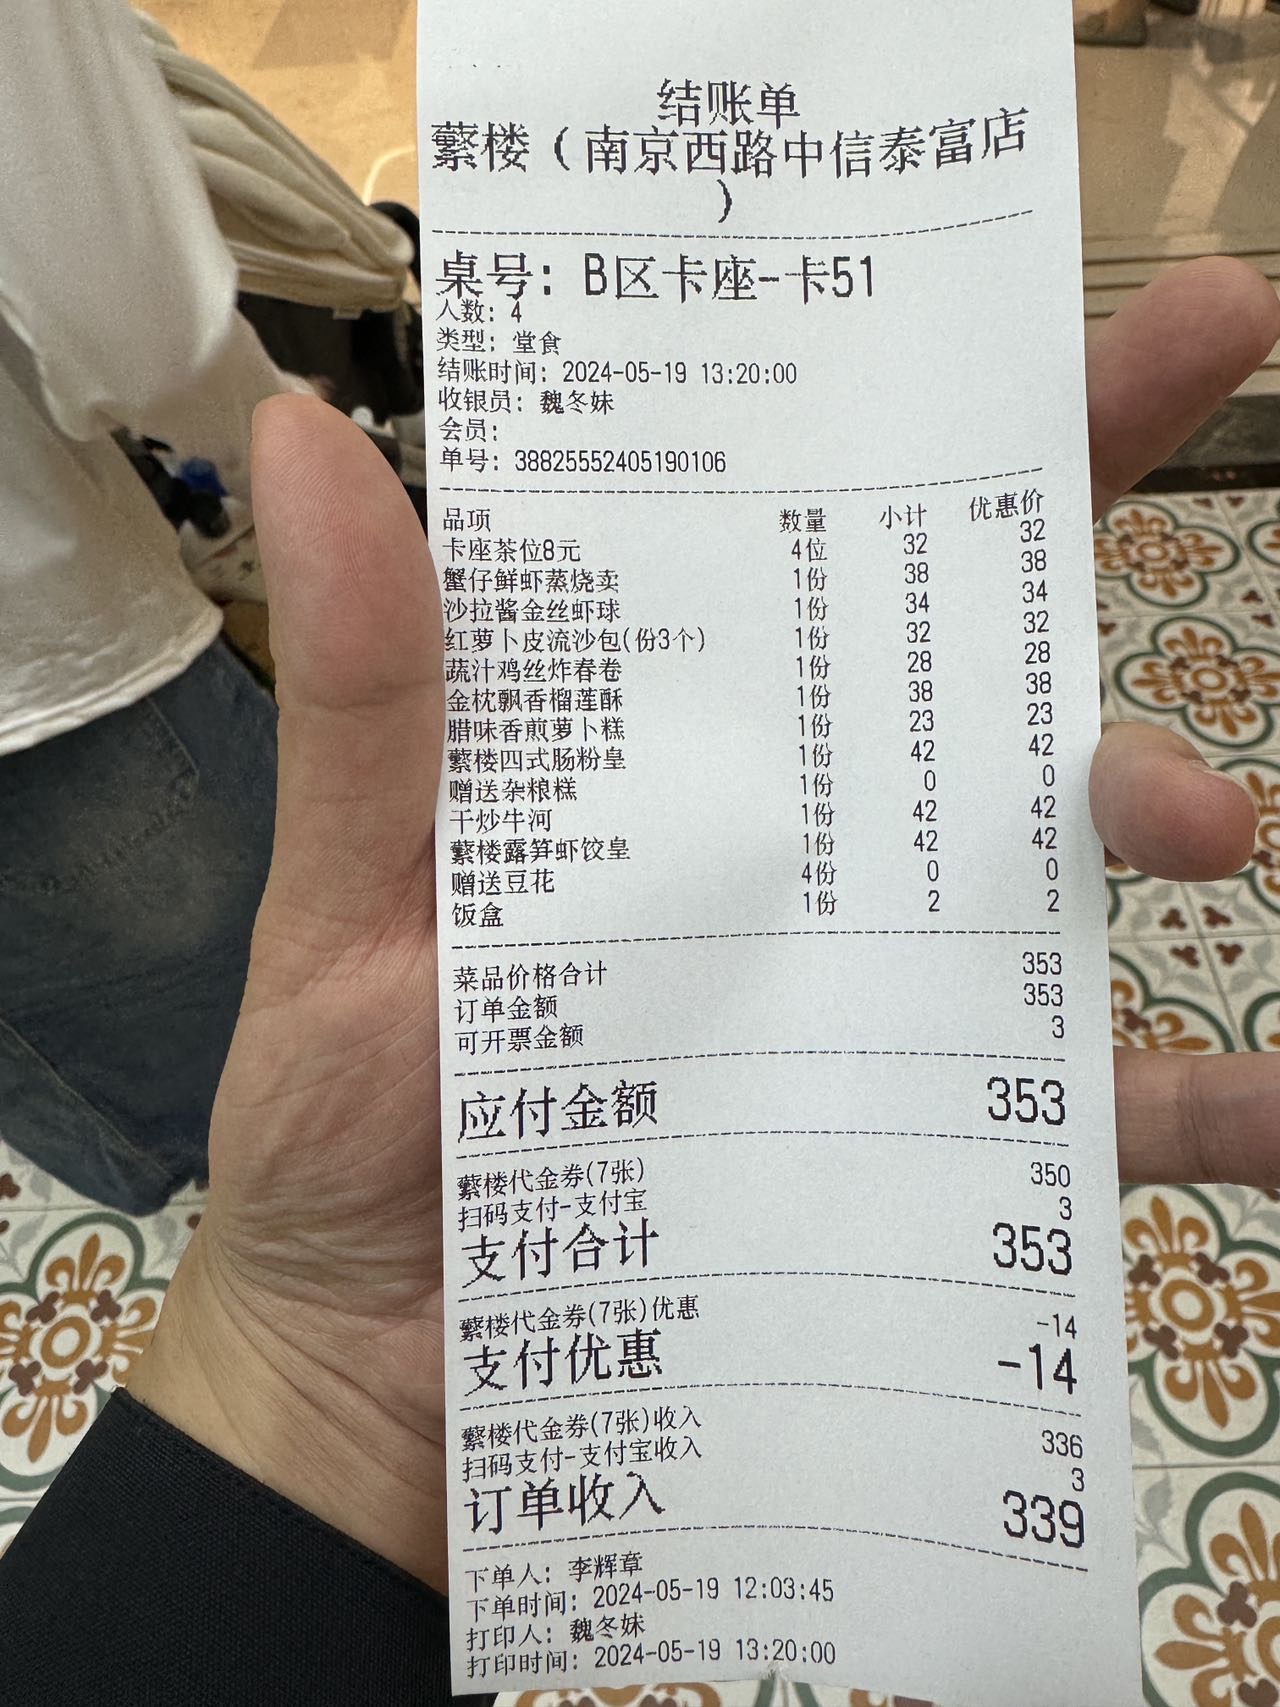 结账单
蘩楼（南京西路中信泰富店
）
桌号: B区卡座-卡51
人数: 4
类型: 堂食
结账时间: 2024-05-19 13:20:00
收银员: 魏冬妹
会员:
单号: 38825552405190106
品项 数量 小计 优惠价
卡座茶位8元 4位 32 32
蟹仔鲜虾蒸烧卖 1份 38 38
沙拉酱金丝虾球 1份 34 34
红萝卜皮流沙包(份3个) 1份 32 32
蔬汁鸡丝炸春卷 1份 28 28
金枕飘香榴莲酥 1份 38 38
腊味香煎萝卜糕 1份 23 23
蘩楼四式肠粉皇 1份 42 42
赠送杂粮糕 1份 0 0
干炒牛河 1份 42 42
蘩楼露笋虾饺皇 1份 42 42
赠送豆花 4份 0 0
饭盒 1份 2 2
菜品价格合计 353
订单金额 353
可开票金额 3
应付金额 353
蘩楼代金券(7张) 350
扫码支付-支付宝 3
支付合计 353
蘩楼代金券(7张)优惠 -14
支付优惠 -14
蘩楼代金券(7张)收入 336
扫码支付-支付宝收入 3
订单收入 339
下单人: 李辉章
下单时间: 2024-05-19 12:03:45
打印人: 魏冬妹
打印时间: 2024-05-19 13:20:00